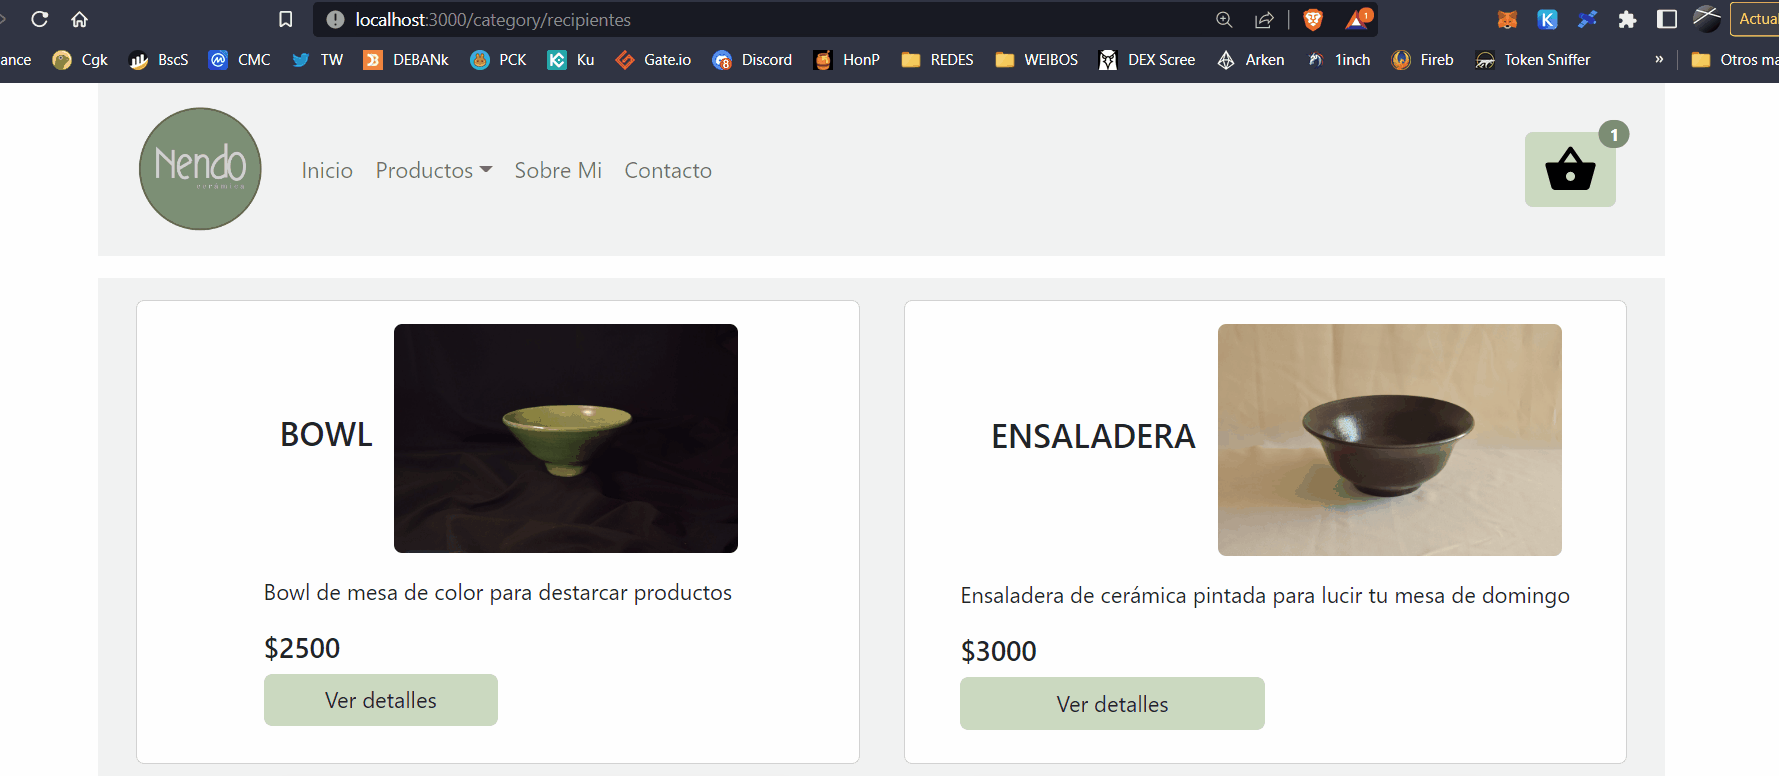 localhost:3000/category/recipientes
1
Actual
ance Cgk BscS CMC TW DEBANk PCK Ku Gate.io Discord HonP REDES WEIBOS DEX Scree Arken 1inch Fireb Token Sniffer » Otros ma
Nendo
cerámica
Inicio Productos Sobre Mi Contacto
1
BOWL
Bowl de mesa de color para destarcar productos
$2500
Ver detalles
ENSALADERA
Ensaladera de cerámica pintada para lucir tu mesa de domingo
$3000
Ver detalles